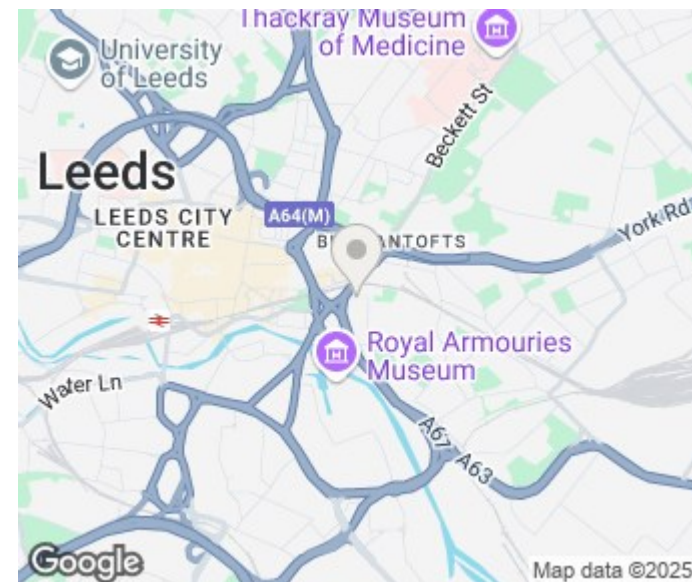 Thackray Museum
of Medicine
University
of Leeds
Beckett St
Leeds
LEEDS CITY
CENTRE
A64(M)
York Rd
Royal Armouries
Museum
Water Ln
A67
A63
Google
Map data ©2025